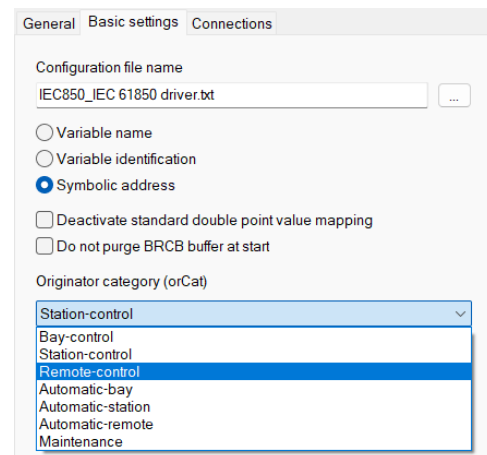 General Basic settings Connections
Configuration file name
IEC850_IEC 61850 driver.txt ...
Variable name
Variable identification
Symbolic address
Deactivate standard double point value mapping
Do not purge BRCB buffer at start
Originator category (orCat)
Station-control
Bay-control
Station-control
Remote-control
Automatic-bay
Automatic-station
Automatic-remote
Maintenance